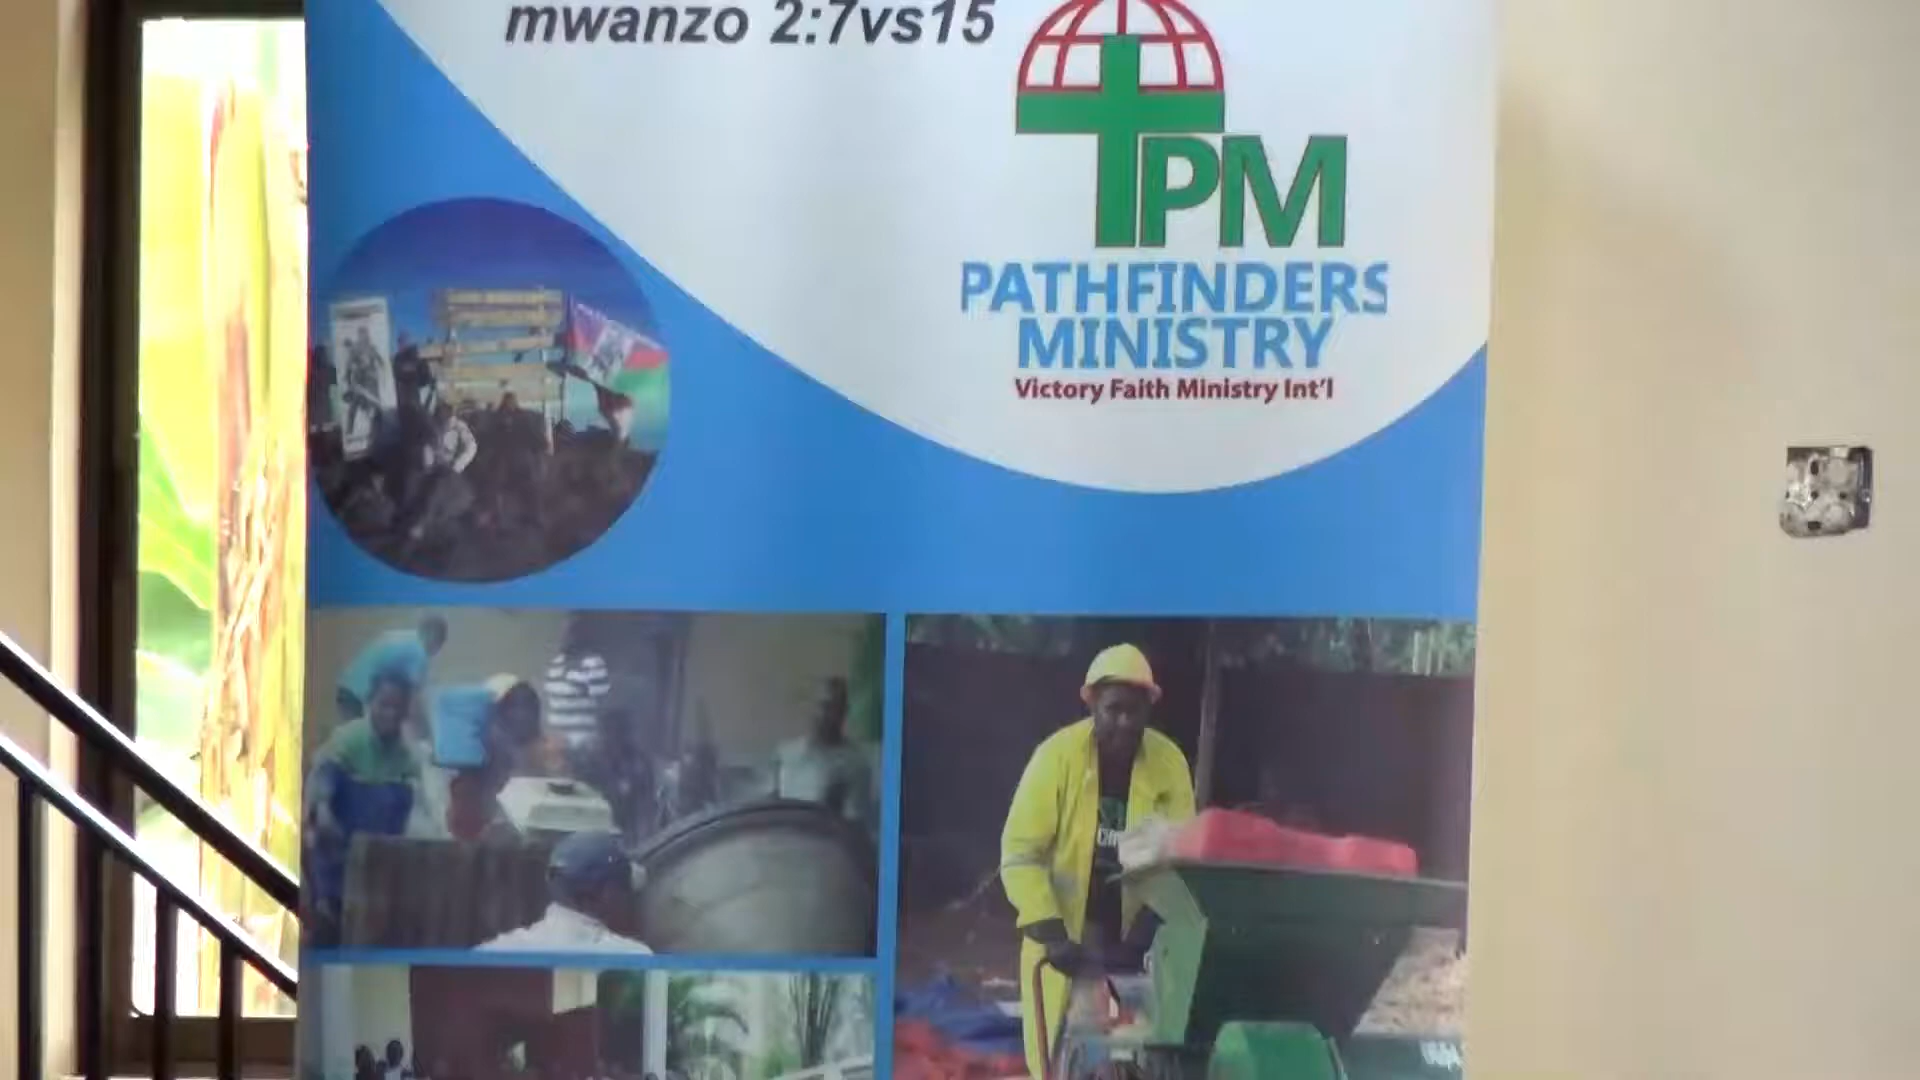 mwanzo 2:7vs15
PM
PATHFINDERS
MINISTRY
Victory Faith Ministry Int'l